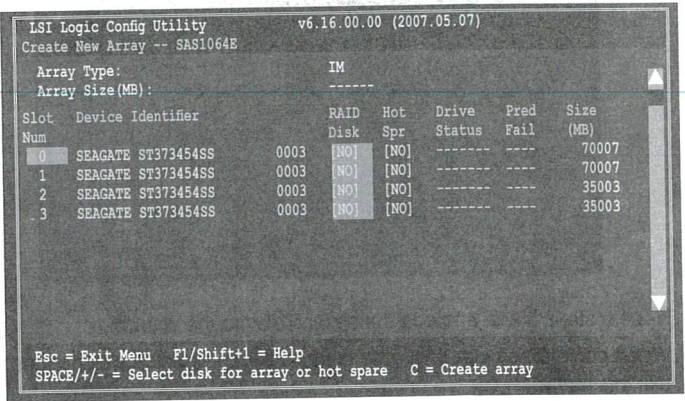 LSI Logic Config Utility v6.16.00.00 (2007.05.07)
Create New Array -- SAS1064E
Array Type: IM
Array Size(MB): ------
Slot Device Identifier RAID Hot Drive Pred Size
Num Disk Spr Status Fail (MB)
0 SEAGATE ST373454SS 0003 [NO] [NO] ------- ---- 70007
1 SEAGATE ST373454SS 0003 [NO] [NO] ------- ---- 70007
2 SEAGATE ST373454SS 0003 [NO] [NO] ------- ---- 35003
3 SEAGATE ST373454SS 0003 [NO] [NO] ------- ---- 35003
Esc = Exit Menu F1/Shift+1 = Help
SPACE/+/- = Select disk for array or hot spare C = Create array